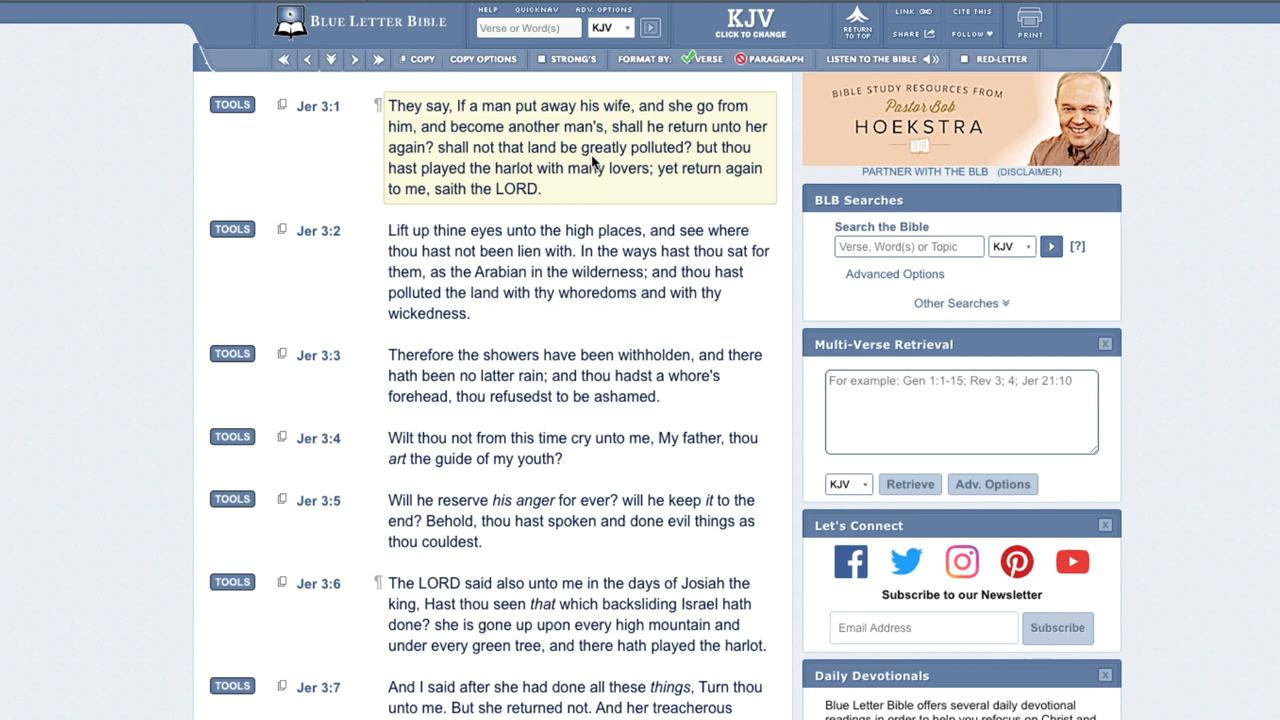 BLUE LETTER BIBLE
HELP QUICKNAV ADV. OPTIONS
Verse or Word(s) KJV
KJV
CLICK TO CHANGE
RETURN TO TOP
LINK CITE THIS
SHARE FOLLOW
PRINT
COPY COPY OPTIONS STRONG'S FORMAT BY: VERSE PARAGRAPH LISTEN TO THE BIBLE RED-LETTER
TOOLS Jer 3:1 ¶ They say, If a man put away his wife, and she go from
him, and become another man's, shall he return unto her
again? shall not that land be greatly polluted? but thou
hast played the harlot with many lovers; yet return again
to me, saith the LORD.
TOOLS Jer 3:2 Lift up thine eyes unto the high places, and see where
thou hast not been lien with. In the ways hast thou sat for
them, as the Arabian in the wilderness; and thou hast
polluted the land with thy whoredoms and with thy
wickedness.
TOOLS Jer 3:3 Therefore the showers have been withholden, and there
hath been no latter rain; and thou hadst a whore's
forehead, thou refusedst to be ashamed.
TOOLS Jer 3:4 Wilt thou not from this time cry unto me, My father, thou
art the guide of my youth?
TOOLS Jer 3:5 Will he reserve his anger for ever? will he keep it to the
end? Behold, thou hast spoken and done evil things as
thou couldest.
TOOLS Jer 3:6 ¶ The LORD said also unto me in the days of Josiah the
king, Hast thou seen that which backsliding Israel hath
done? she is gone up upon every high mountain and
under every green tree, and there hath played the harlot.
TOOLS Jer 3:7 And I said after she had done all these things, Turn thou
unto me. But she returned not. And her treacherous
BIBLE STUDY RESOURCES FROM
Pastor Bob
HOEKSTRA
PARTNER WITH THE BLB (DISCLAIMER)
BLB Searches
Search the Bible
Verse, Word(s) or Topic KJV [?]
Advanced Options
Other Searches
Multi-Verse Retrieval X
For example: Gen 1:1-15; Rev 3; 4; Jer 21:10
KJV Retrieve Adv. Options
Let's Connect X
Subscribe to our Newsletter
Email Address Subscribe
Daily Devotionals X
Blue Letter Bible offers several daily devotional
readings in order to help you refocus on Christ and